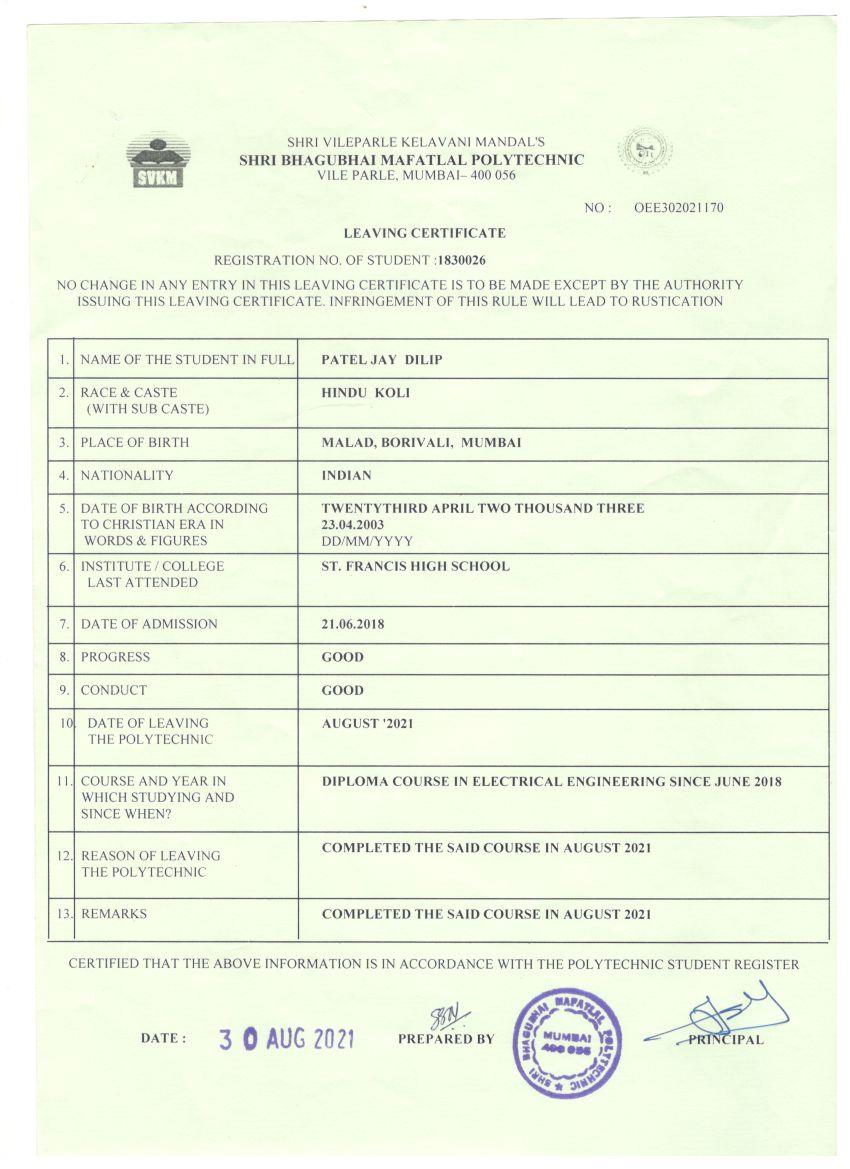 SVKM
SHRI VILEPARLE KELAVANI MANDAL'S
SHRI BHAGUBHAI MAFATLAL POLYTECHNIC
VILE PARLE, MUMBAI– 400 056
NO : OEE302021170
LEAVING CERTIFICATE
REGISTRATION NO. OF STUDENT :1830026
NO CHANGE IN ANY ENTRY IN THIS LEAVING CERTIFICATE IS TO BE MADE EXCEPT BY THE AUTHORITY
ISSUING THIS LEAVING CERTIFICATE. INFRINGEMENT OF THIS RULE WILL LEAD TO RUSTICATION
1. NAME OF THE STUDENT IN FULL PATEL JAY DILIP
2. RACE & CASTE HINDU KOLI
(WITH SUB CASTE)
3. PLACE OF BIRTH MALAD, BORIVALI, MUMBAI
4. NATIONALITY INDIAN
5. DATE OF BIRTH ACCORDING TWENTYTHIRD APRIL TWO THOUSAND THREE
TO CHRISTIAN ERA IN 23.04.2003
WORDS & FIGURES DD/MM/YYYY
6. INSTITUTE / COLLEGE ST. FRANCIS HIGH SCHOOL
LAST ATTENDED
7. DATE OF ADMISSION 21.06.2018
8. PROGRESS GOOD
9. CONDUCT GOOD
10. DATE OF LEAVING AUGUST '2021
THE POLYTECHNIC
11. COURSE AND YEAR IN DIPLOMA COURSE IN ELECTRICAL ENGINEERING SINCE JUNE 2018
WHICH STUDYING AND
SINCE WHEN?
12. REASON OF LEAVING COMPLETED THE SAID COURSE IN AUGUST 2021
THE POLYTECHNIC
13. REMARKS COMPLETED THE SAID COURSE IN AUGUST 2021
CERTIFIED THAT THE ABOVE INFORMATION IS IN ACCORDANCE WITH THE POLYTECHNIC STUDENT REGISTER
DATE : 30 AUG 2021 PREPARED BY PRINCIPAL
SHRI BHAGUBHAI MAFATLAL POLYTECHNIC
MUMBAI
400 056